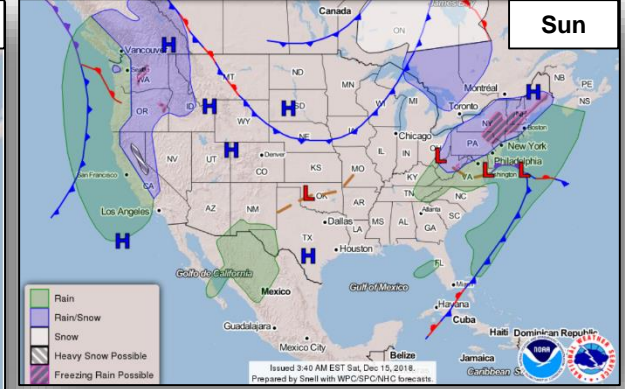 Sun
Canada
James B
ON
Vancouver
WA
MT
ND
MN
OR
ID
SD
WI
MI
Montréal
Toronto
NB
PE
NS
WY
NE
Chicago
NY
Boston
New York
PA
Philadelphia
NV
UT
Denver
CO
KS
MO
IL
IN
OH
KY
VA
Washington
San Francisco
CA
Los Angeles
AZ
NM
OK
AR
TN
NC
Atlanta
SC
Dallas
LA
MS
AL
GA
TX
Houston
FL
Miami
Golfo de California
Mexico
Gulf of Mexico
Havana
Cuba
Guadalajara
Mexico City
Belize
Haiti
Dominican Republic
Jamaica
Caribbean S
H
H
H
H
H
H
H
L
L
L
L
Rain
Rain/Snow
Snow
Heavy Snow Possible
Freezing Rain Possible
Issued 3:40 AM EST Sat, Dec 15, 2018.
Prepared by Snell with WPC/SPC/NHC forecasts.
NOAA